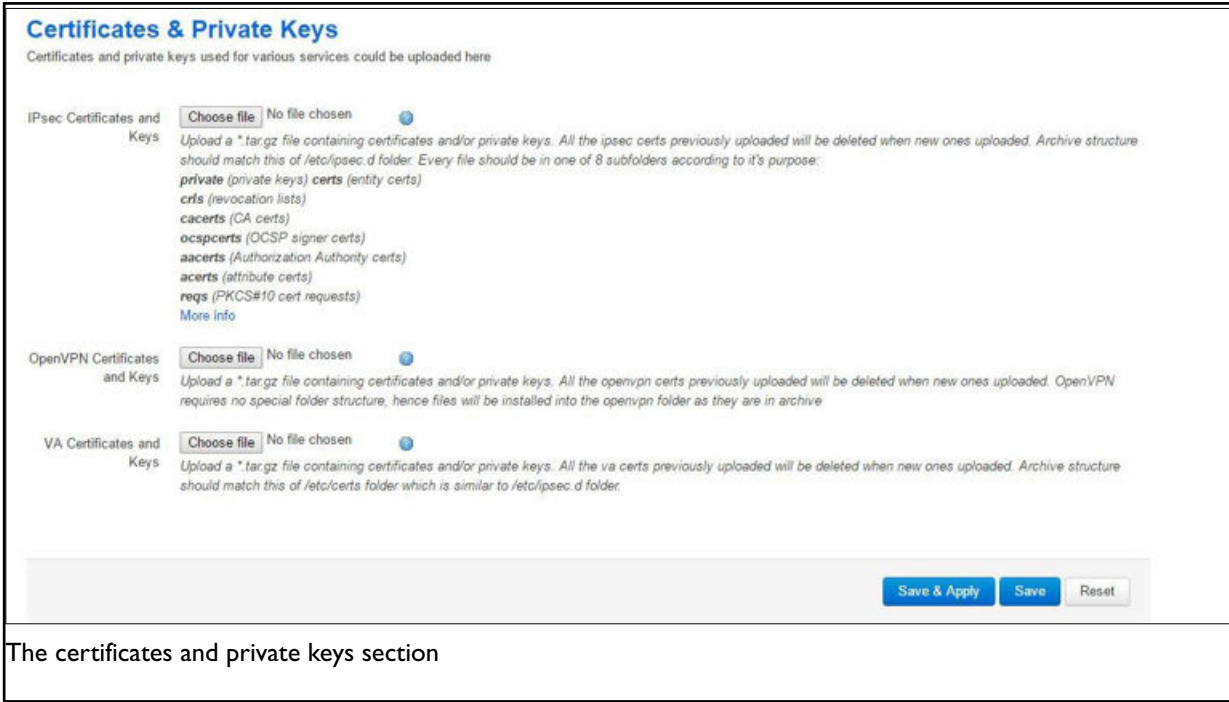 Certificates & Private Keys
Certificates and private keys used for various services could be uploaded here
IPsec Certificates and
Keys
Choose file No file chosen
Upload a *.tar.gz file containing certificates and/or private keys. All the ipsec certs previously uploaded will be deleted when new ones uploaded. Archive structure
should match this of /etc/ipsec.d folder. Every file should be in one of 8 subfolders according to it's purpose:
private (private keys) certs (entity certs)
crls (revocation lists)
cacerts (CA certs)
ocspcerts (OCSP signer certs)
aacerts (Authorization Authority certs)
acerts (attribute certs)
reqs (PKCS#10 cert requests)
More info
OpenVPN Certificates
and Keys
Choose file No file chosen
Upload a *.tar.gz file containing certificates and/or private keys. All the openvpn certs previously uploaded will be deleted when new ones uploaded. OpenVPN
requires no special folder structure, hence files will be installed into the openvpn folder as they are in archive
VA Certificates and
Keys
Choose file No file chosen
Upload a *.tar.gz file containing certificates and/or private keys. All the va certs previously uploaded will be deleted when new ones uploaded. Archive structure
should match this of /etc/certs folder which is similar to /etc/ipsec.d folder.
Save & Apply Save Reset
The certificates and private keys section